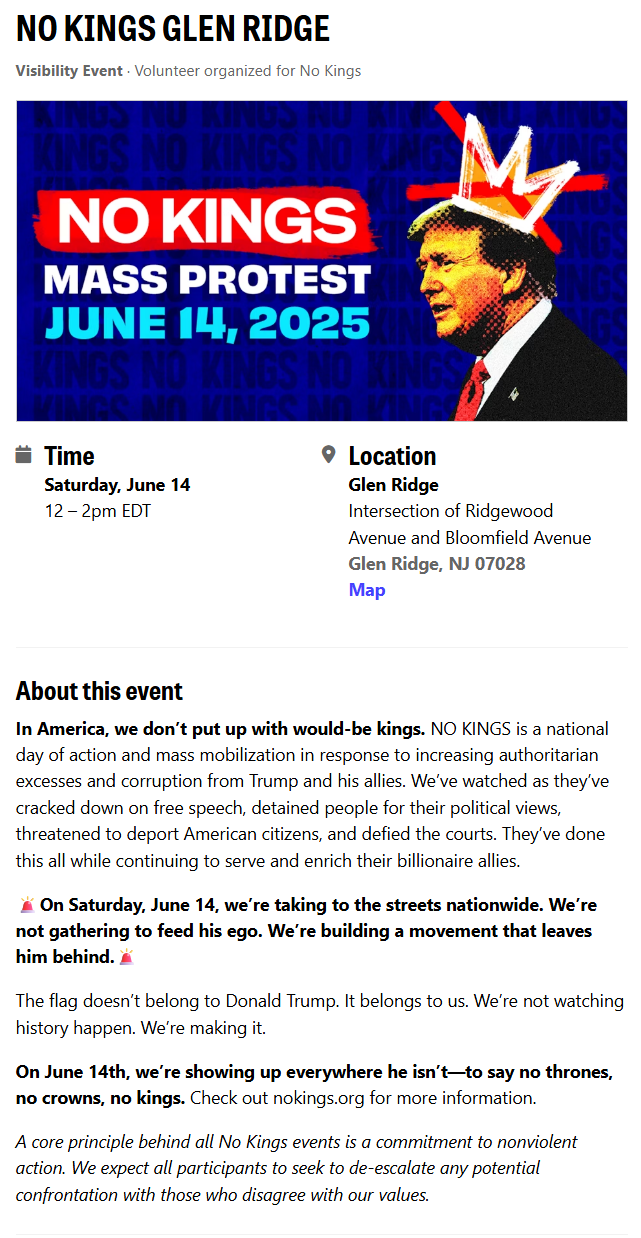 NO KINGS GLEN RIDGE
Visibility Event · Volunteer organized for No Kings
NO KINGS
MASS PROTEST
JUNE 14, 2025
Time
Saturday, June 14
12 – 2pm EDT
Location
Glen Ridge
Intersection of Ridgewood
Avenue and Bloomfield Avenue
Glen Ridge, NJ 07028
Map
About this event
In America, we don’t put up with would-be kings. NO KINGS is a national
day of action and mass mobilization in response to increasing authoritarian
excesses and corruption from Trump and his allies. We’ve watched as they’ve
cracked down on free speech, detained people for their political views,
threatened to deport American citizens, and defied the courts. They’ve done
this all while continuing to serve and enrich their billionaire allies.
🚨On Saturday, June 14, we’re taking to the streets nationwide. We’re
not gathering to feed his ego. We’re building a movement that leaves
him behind.🚨
The flag doesn’t belong to Donald Trump. It belongs to us. We’re not watching
history happen. We’re making it.
On June 14th, we’re showing up everywhere he isn’t—to say no thrones,
no crowns, no kings. Check out nokings.org for more information.
A core principle behind all No Kings events is a commitment to nonviolent
action. We expect all participants to seek to de-escalate any potential
confrontation with those who disagree with our values.